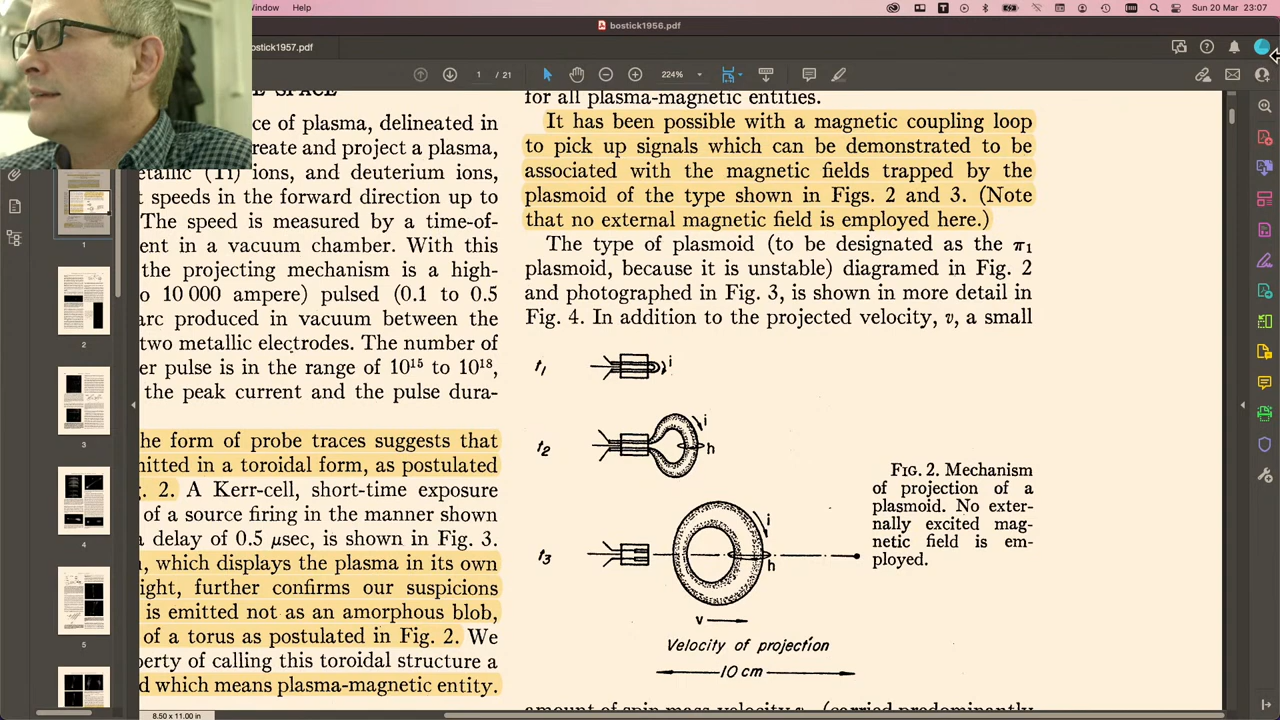 Window Help
Sun 20 Mar 23:07
bostick1956.pdf
ostick1957.pdf
1 / 21
224%
SPACE
ce of plasma, delineated in
reate and project a plasma,
etallic (Ti) ions, and deuterium ions,
t speeds in the forward direction up to
The speed is measured by a time-of-
ent in a vacuum chamber. With this
the projecting mechanism is a high-
o 10 000 ampere) pulsed (0.1 to 0.5
are produced in vacuum between the
two metallic electrodes. The number of
er pulse is in the range of 10¹⁵ to 10¹⁸,
the peak current and the pulse dura-
he form of probe traces suggests that
mitted in a toroidal form, as postulated
g. 2. A Kerr-cell, short-time exposure
of a source firing in the manner shown
a delay of 0.5 μsec, is shown in Fig. 3.
, which displays the plasma in its own
ight, further confirms our suspicions
is emitted not as an amorphous blob,
of a torus as postulated in Fig. 2. We
perty of calling this toroidal structure a
d which means plasma-magnetic entity.
for all plasma-magnetic entities.
It has been possible with a magnetic coupling loop
to pick up signals which can be demonstrated to be
associated with the magnetic fields trapped by the
plasmoid of the type shown in Figs. 2 and 3. (Note
that no external magnetic field is employed here.)
The type of plasmoid (to be designated as the π₁
plasmoid, because it is unstable) diagramed in Fig. 2
and photographed in Fig. 3, is shown in more detail in
Fig. 4. In addition to the projected velocity, v, a small
t₁
i
t₂
i
h
t₃
i
h
v
Velocity of projection
10 cm
FIG. 2. Mechanism
of projection of a
plasmoid. No exter-
nally excited mag-
netic field is em-
ployed.
amount of spin mass velocity (carried predominantly
1
2
3
4
5
8.50 x 11.00 in